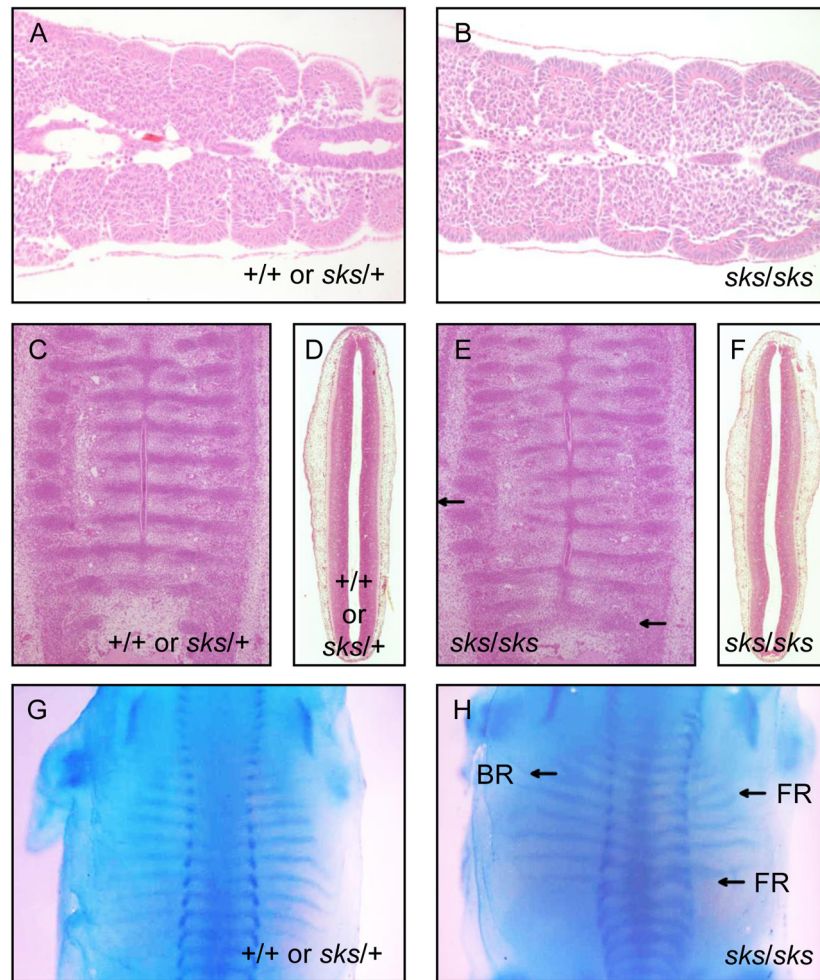 A
+/+ or sks/+
B
sks/sks
C
+/+ or sks/+
D
+/+
or
sks/+
E
sks/sks
F
sks/sks
G
+/+ or sks/+
H
BR
FR
FR
sks/sks